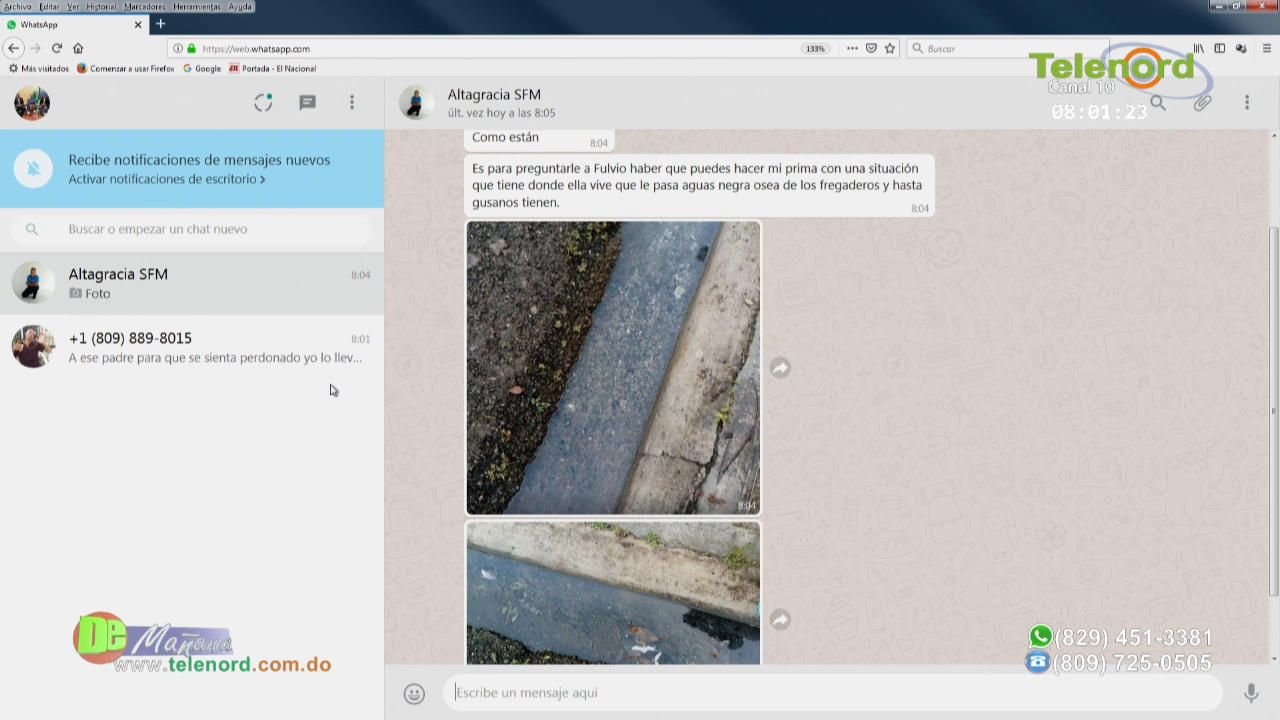 Archivo Editar Ver Historial Marcadores Herramientas Ayuda
WhatsApp
https://web.whatsapp.com
133%
Buscar
Más visitados Comenzar a usar Firefox Google Portada - El Nacional
Telenord
Canal 10
08:01:23
Altagracia SFM
últ. vez hoy a las 8:05
Recibe notificaciones de mensajes nuevos
Activar notificaciones de escritorio >
Buscar o empezar un chat nuevo
Altagracia SFM
8:04
Foto
+1 (809) 889-8015
8:01
A ese padre para que se sienta perdonado yo lo llev...
Como están
8:04
Es para preguntarle a Fulvio haber que puedes hacer mi prima con una situación
que tiene donde ella vive que le pasa aguas negra osea de los fregaderos y hasta
gusanos tienen.
8:04
8:04
De Mañana
www.telenord.com.do
(829) 451-3381
(809) 725-0505
Escribe un mensaje aquí